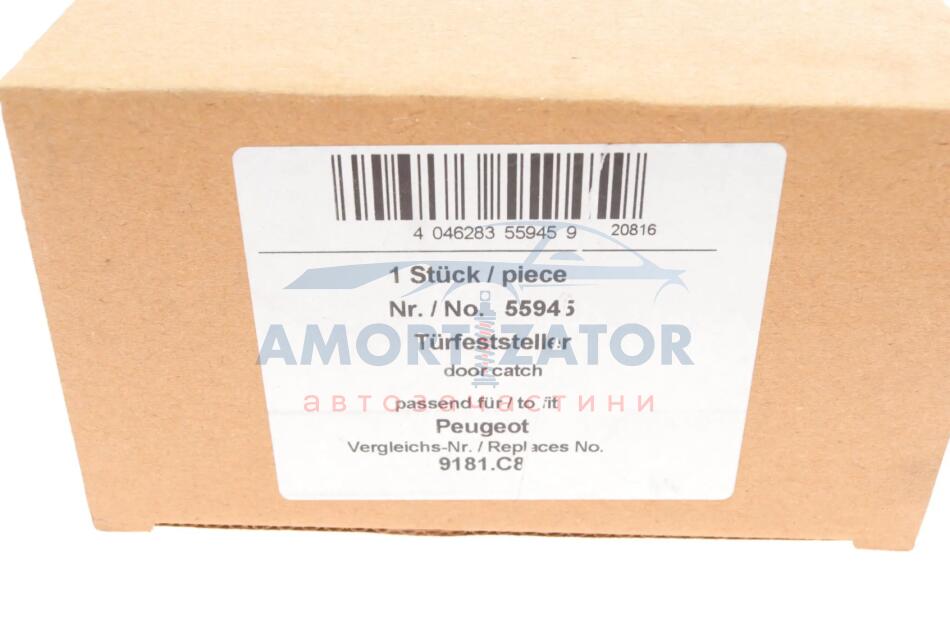 4 046283 55945 9 20816
1 Stück / piece
Nr. / No. 55945
Türfeststeller
AMORTIZATOR
door catch
автозапчастини
passend für / to fit
Peugeot
Vergleichs-Nr. / Replaces No.
9181.C8